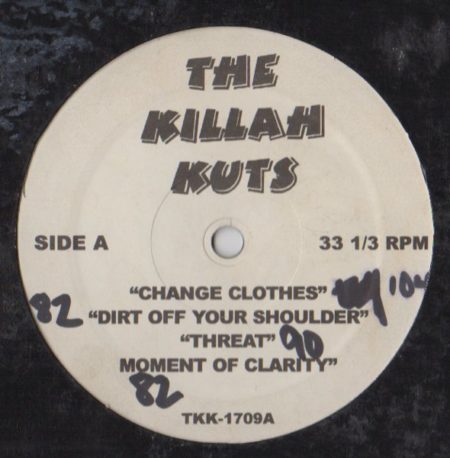 THE
KILLAH
KUTS
SIDE A
33 1/3 RPM
"CHANGE CLOTHES" 104
82 "DIRT OFF YOUR SHOULDER"
"THREAT" 90
MOMENT OF CLARITY"
82
TKK-1709A